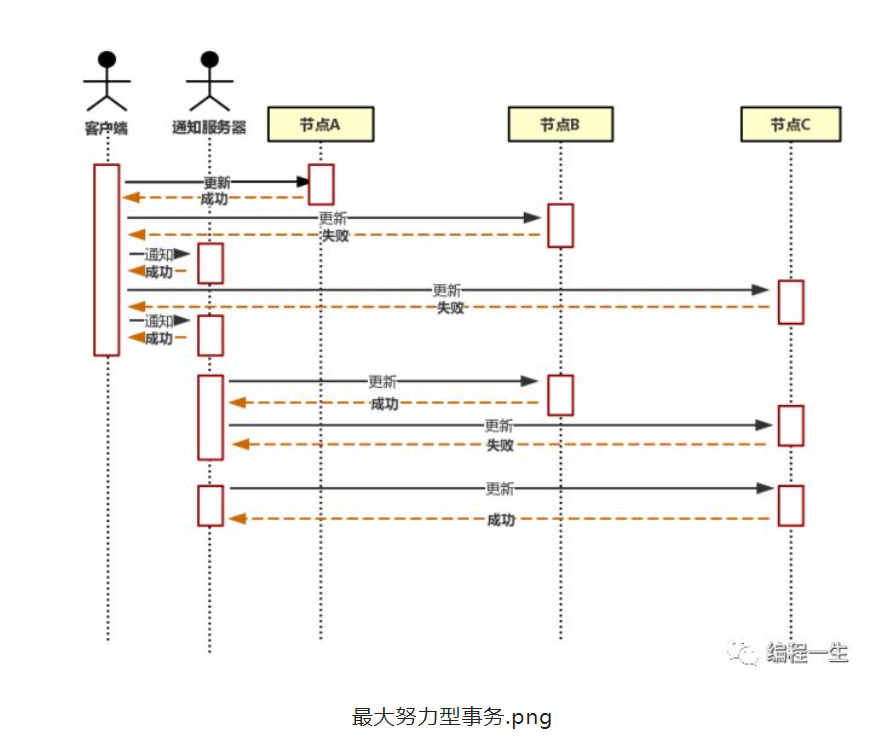 客户端
通知服务器
节点A
节点B
节点C
更新
成功
更新
失败
通知
成功
更新
失败
通知
成功
更新
成功
更新
失败
更新
成功
编程一生
最大努力型事务.png